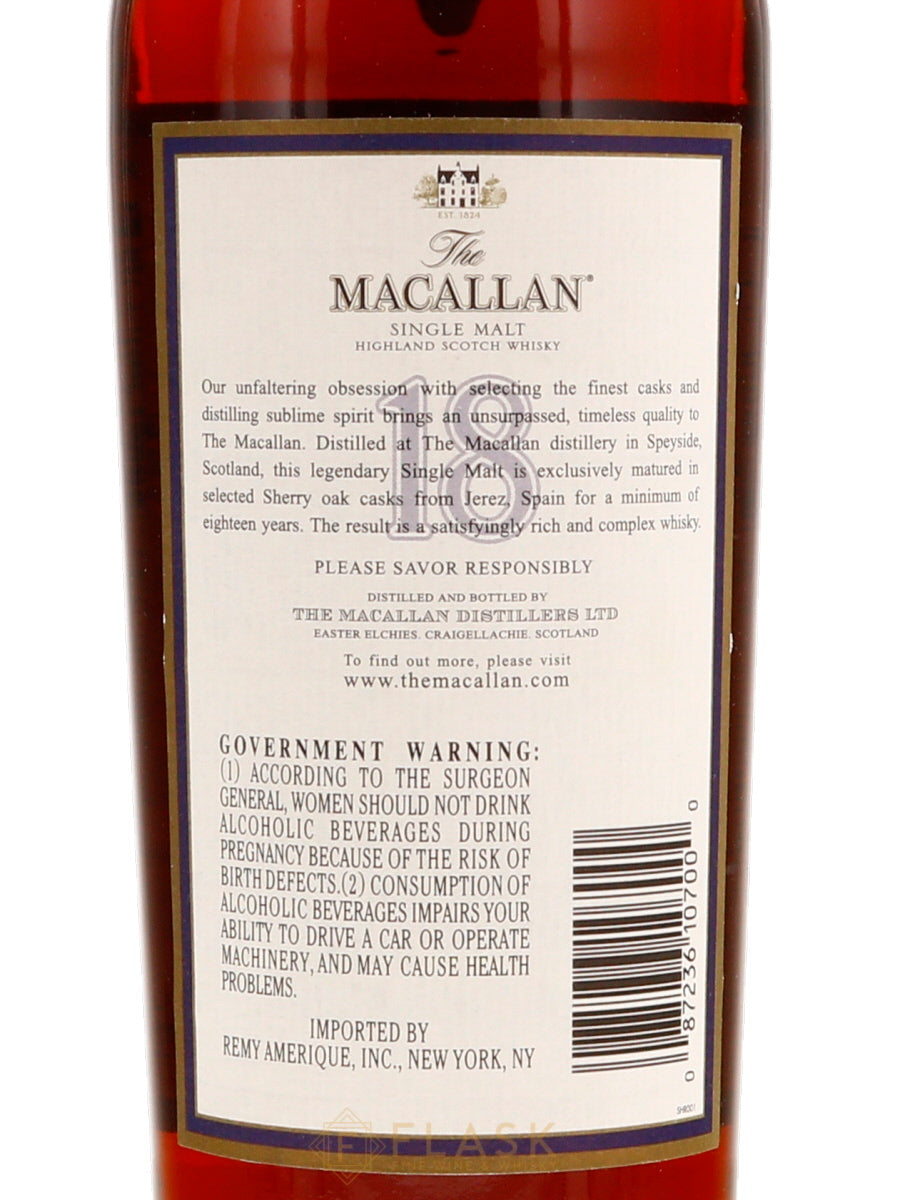 EST. 1824
The
MACALLAN®
SINGLE MALT
HIGHLAND SCOTCH WHISKY
18
Our unfaltering obsession with selecting the finest casks and
distilling sublime spirit brings an unsurpassed, timeless quality to
The Macallan. Distilled at The Macallan distillery in Speyside,
Scotland, this legendary Single Malt is exclusively matured in
selected Sherry oak casks from Jerez, Spain for a minimum of
eighteen years. The result is a satisfyingly rich and complex whisky.
PLEASE SAVOR RESPONSIBLY
DISTILLED AND BOTTLED BY
THE MACALLAN DISTILLERS LTD
EASTER ELCHIES. CRAIGELLACHIE. SCOTLAND
To find out more, please visit
www.themacallan.com
GOVERNMENT WARNING:
(1) ACCORDING TO THE SURGEON
GENERAL, WOMEN SHOULD NOT DRINK
ALCOHOLIC BEVERAGES DURING
PREGNANCY BECAUSE OF THE RISK OF
BIRTH DEFECTS.(2) CONSUMPTION OF
ALCOHOLIC BEVERAGES IMPAIRS YOUR
ABILITY TO DRIVE A CAR OR OPERATE
MACHINERY, AND MAY CAUSE HEALTH
PROBLEMS.
IMPORTED BY
REMY AMERIQUE, INC., NEW YORK, NY
0 87236 10700 0
SHR001
FLASK
FINE WINE & WHISKY